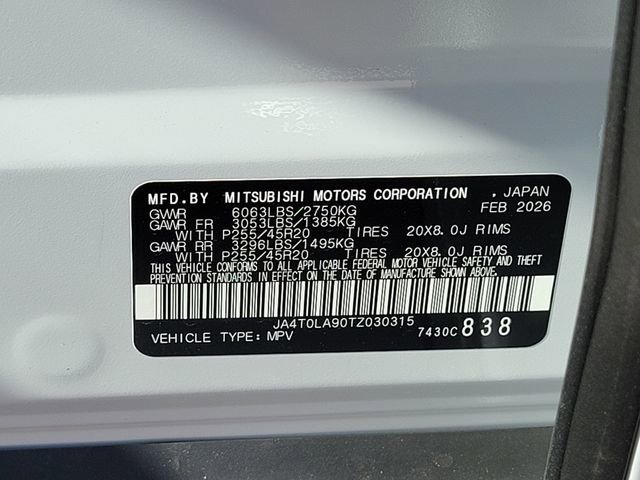 MFD.BY MITSUBISHI MOTORS CORPORATION . JAPAN
GVWR 6063LBS/2750KG FEB 2026
GAWR FR 3053LBS/1385KG
WITH P255/45R20 TIRES 20X8.0J RIMS
GAWR RR 3296LBS/1495KG
WITH P255/45R20 TIRES 20X8.0J RIMS
THIS VEHICLE CONFORMS TO ALL APPLICABLE FEDERAL MOTOR VEHICLE SAFETY AND THEFT
PREVENTION STANDARDS IN EFFECT ON THE DATE OF MANUFACTURE SHOWN ABOVE.
JA4T0LA90TZ030315
VEHICLE TYPE:MPV 7430C 838